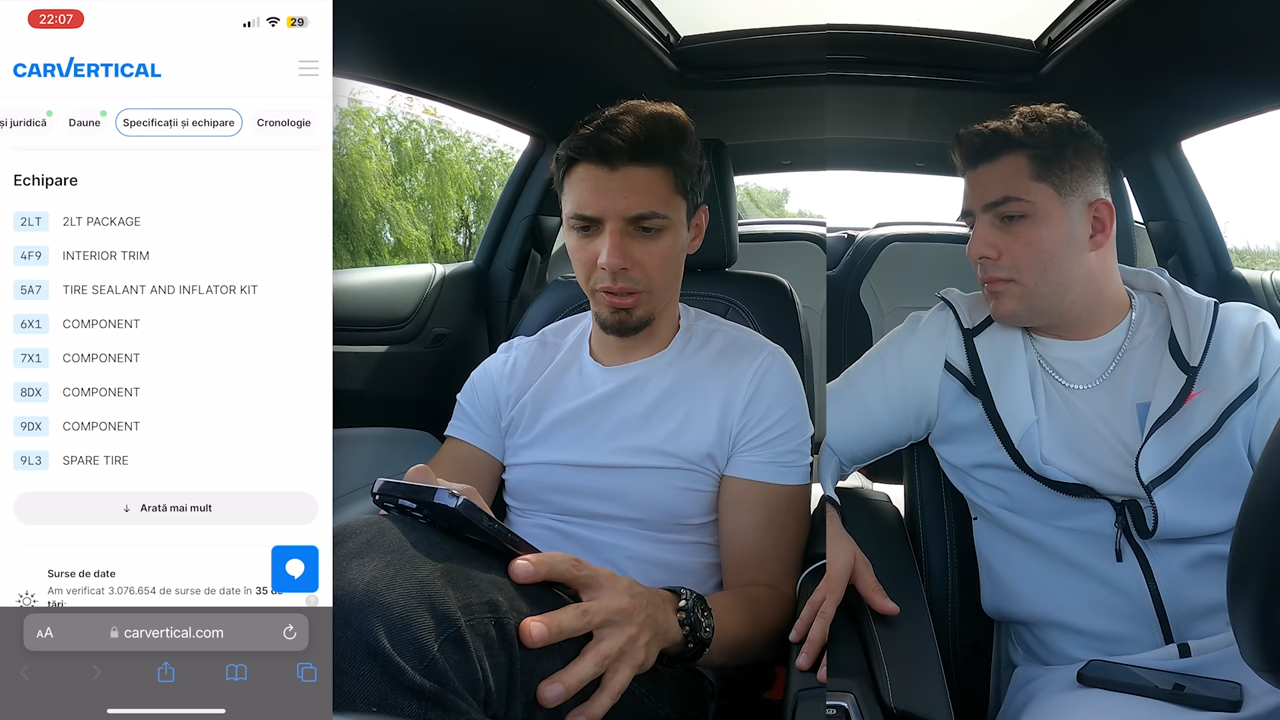 22:07
29
CARVERTICAL
și juridică
Daune
Specificații și echipare
Cronologie
Echipare
2LT 2LT PACKAGE
4F9 INTERIOR TRIM
5A7 TIRE SEALANT AND INFLATOR KIT
6X1 COMPONENT
7X1 COMPONENT
8DX COMPONENT
9DX COMPONENT
9L3 SPARE TIRE
↓ Arată mai mult
Surse de date
Am verificat 3.076.654 de surse de date în 35 de
țări:
?
AA carvertical.com